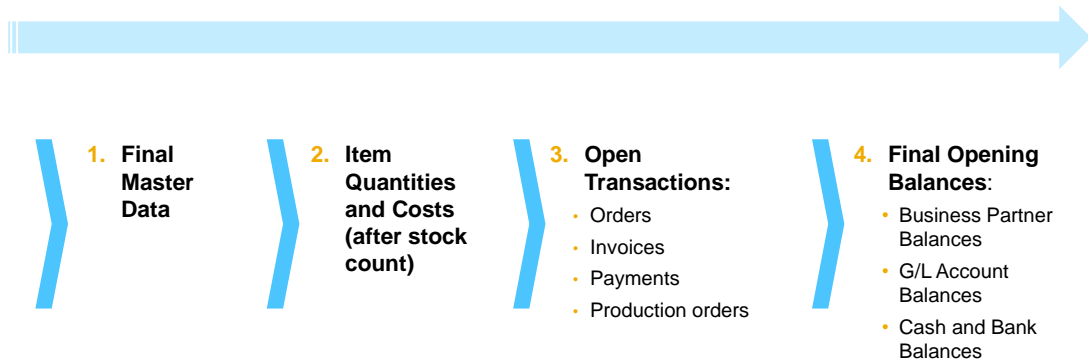 1. Final
Master
Data
2. Item
Quantities
and Costs
(after stock
count)
3. Open
Transactions:
• Orders
• Invoices
• Payments
• Production orders
4. Final Opening
Balances:
• Business Partner
Balances
• G/L Account
Balances
• Cash and Bank
Balances